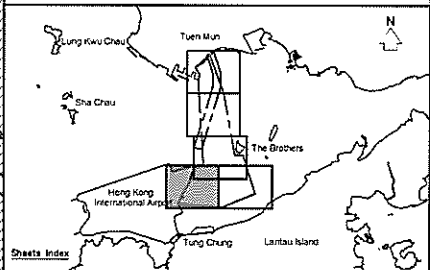 Tuen Mun
N
Lung Kwu Chau
Sha Chau
The Brothers
Hong Kong
International Airport
Tung Chung
Lantau Island
Sheets Index